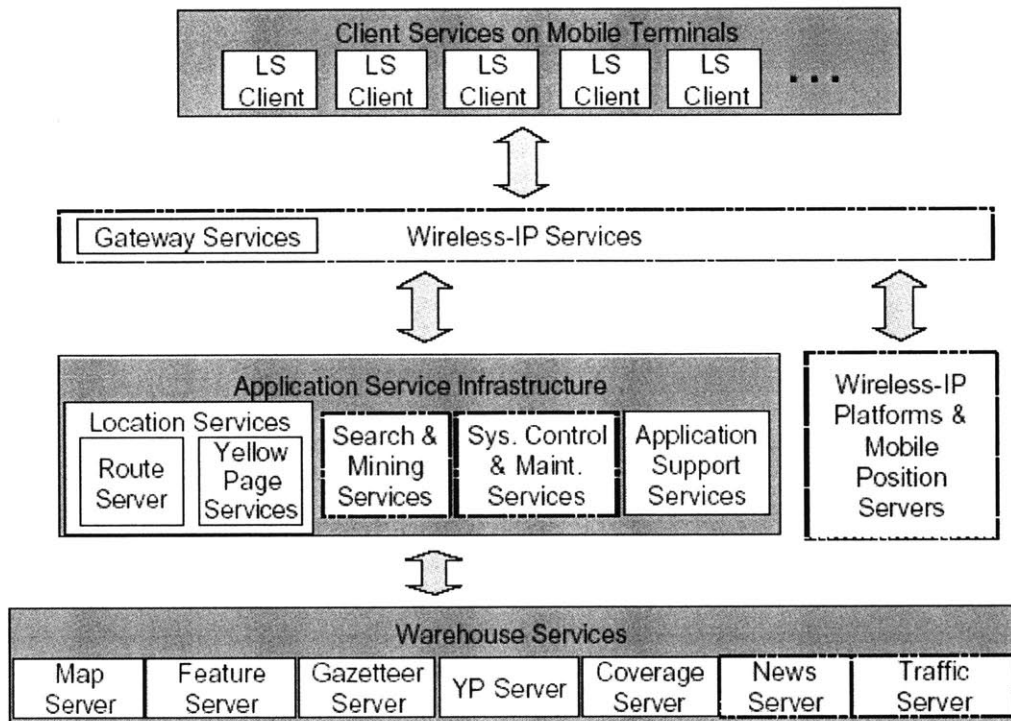 Client Services on Mobile Terminals
LS
Client
LS
Client
LS
Client
LS
Client
LS
Client
. . .
Gateway Services
Wireless-IP Services
Application Service Infrastructure
Location Services
Route
Server
Yellow
Page
Services
Search &
Mining
Services
Sys. Control
& Maint.
Services
Application
Support
Services
Wireless-IP
Platforms &
Mobile
Position
Servers
Warehouse Services
Map
Server
Feature
Server
Gazetteer
Server
YP Server
Coverage
Server
News
Server
Traffic
Server